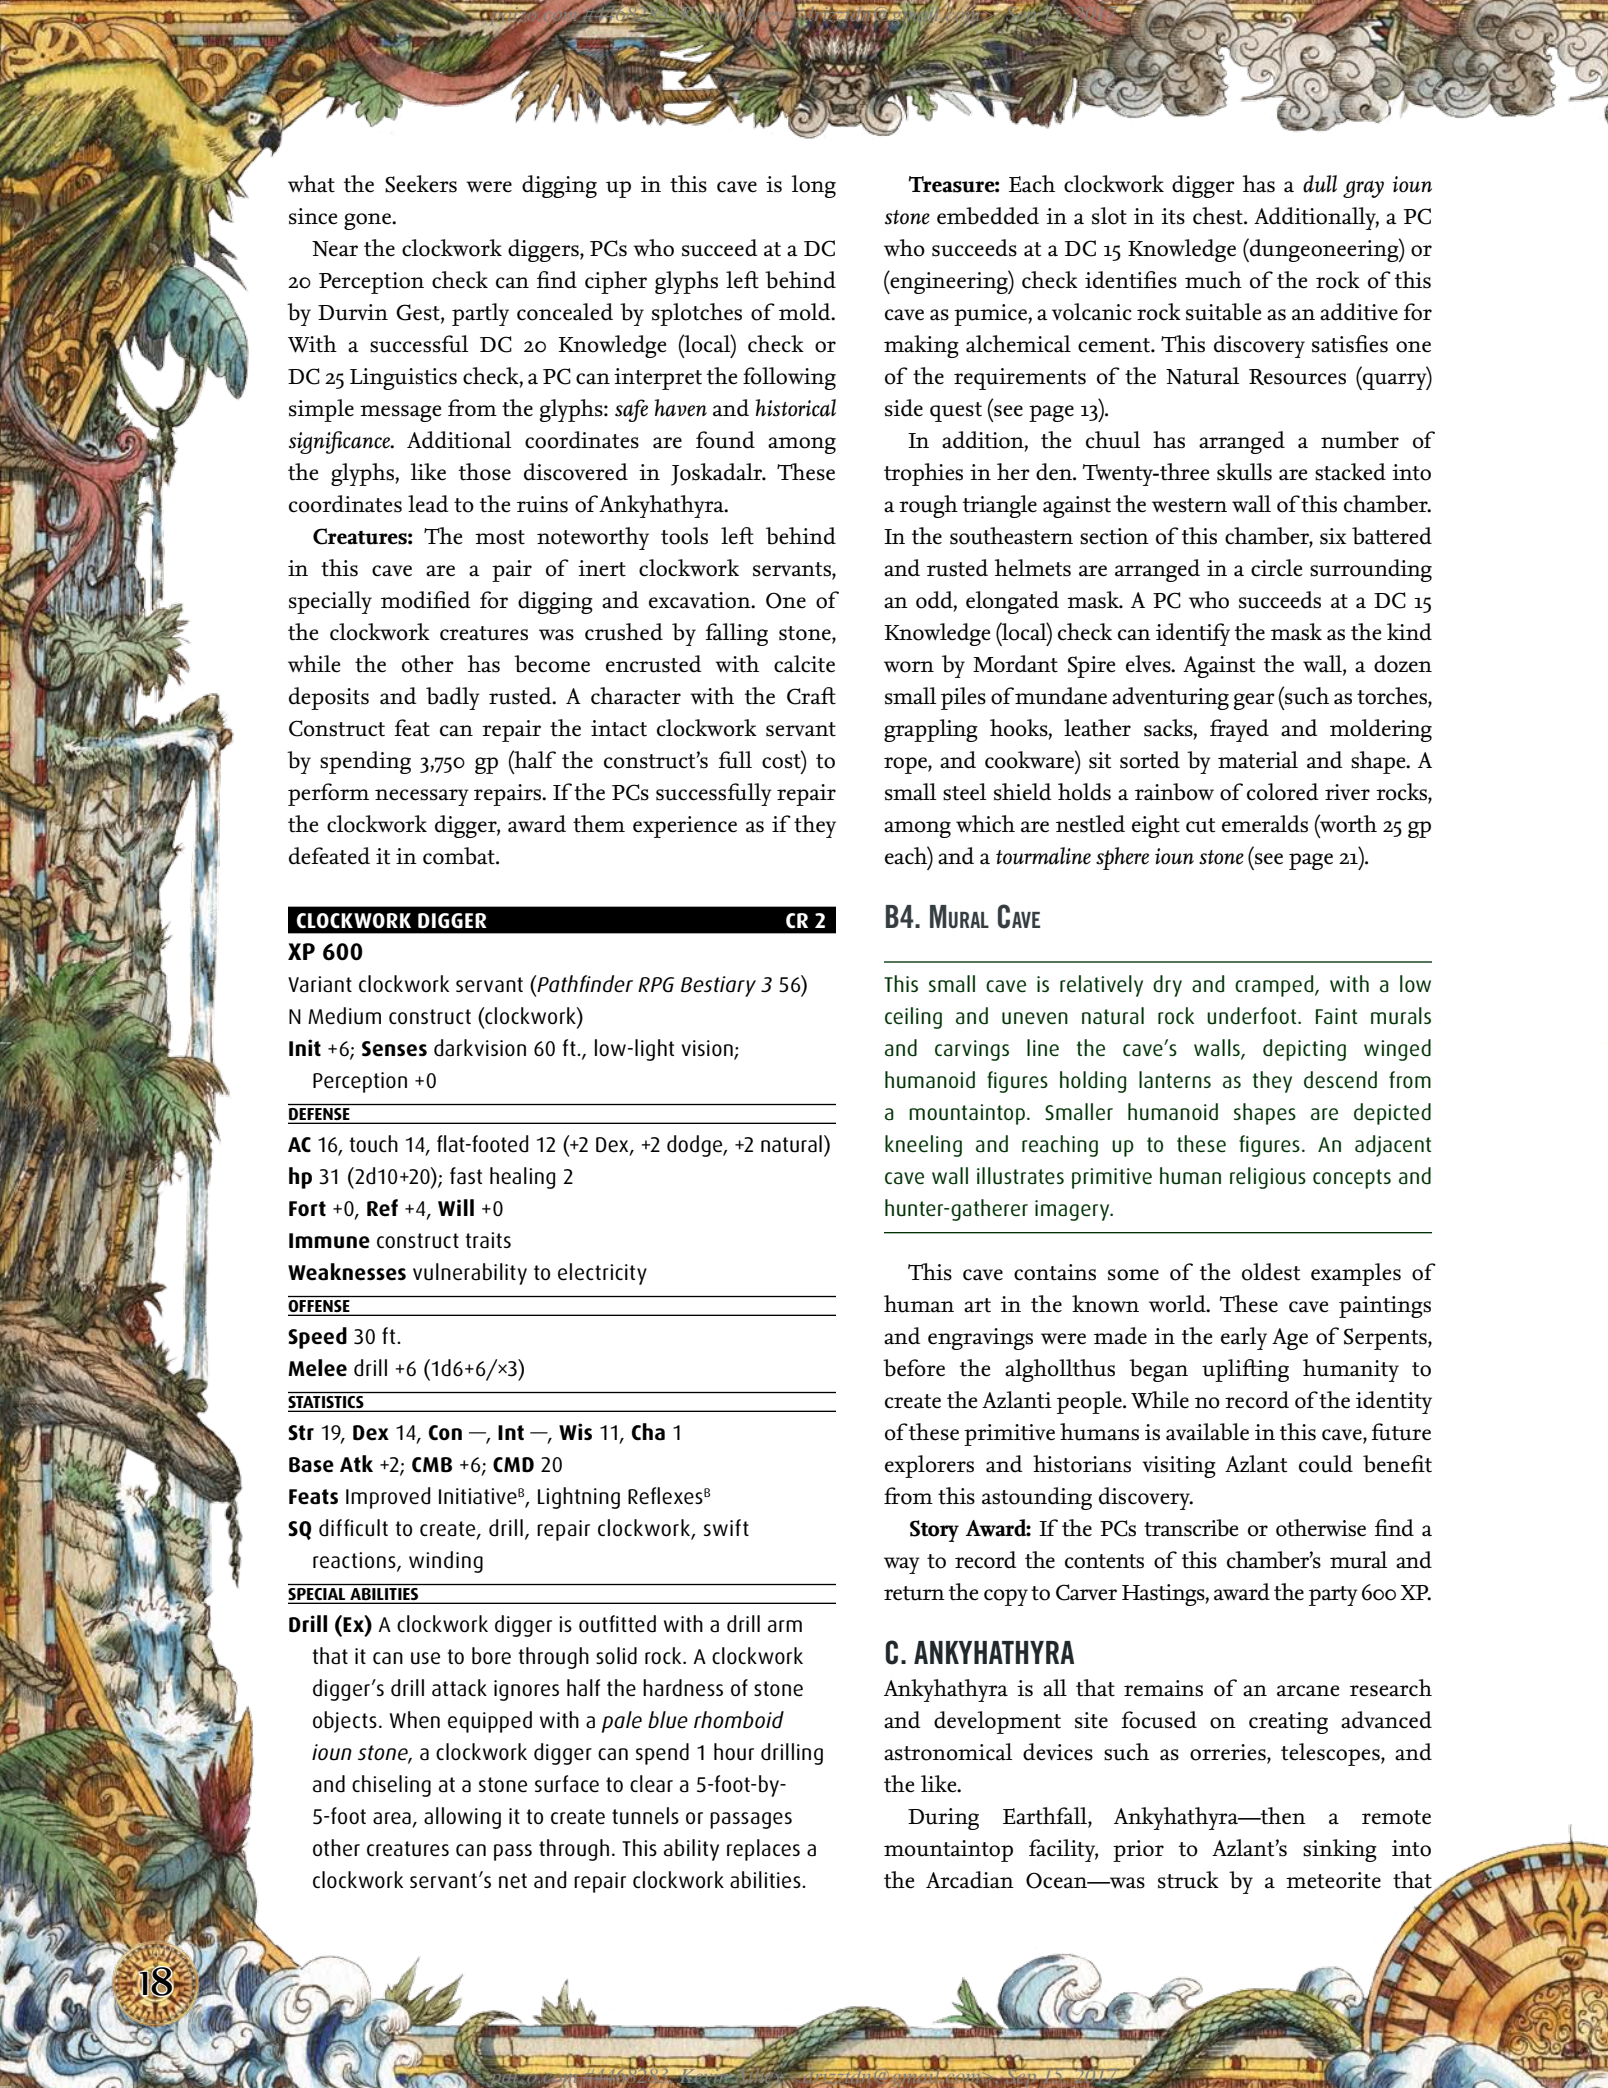 what the Seekers were digging up in this cave is long
since gone.
Near the clockwork diggers, PCs who succeed at a DC
20 Perception check can find cipher glyphs left behind
by Durvin Gest, partly concealed by splotches of mold.
With a successful DC 20 Knowledge (local) check or
DC 25 Linguistics check, a PC can interpret the following
simple message from the glyphs: safe haven and historical
significance. Additional coordinates are found among
the glyphs, like those discovered in Joskadalr. These
coordinates lead to the ruins of Ankyhathyra.
Creatures: The most noteworthy tools left behind
in this cave are a pair of inert clockwork servants,
specially modified for digging and excavation. One of
the clockwork creatures was crushed by falling stone,
while the other has become encrusted with calcite
deposits and badly rusted. A character with the Craft
Construct feat can repair the intact clockwork servant
by spending 3,750 gp (half the construct's full cost) to
perform necessary repairs. If the PCs successfully repair
the clockwork digger, award them experience as if they
defeated it in combat.
CLOCKWORK DIGGER CR 2
XP 600
Variant clockwork servant (Pathfinder RPG Bestiary 3 56)
N Medium construct (clockwork)
Init +6; Senses darkvision 60 ft., low-light vision;
Perception +0
DEFENSE
AC 16, touch 14, flat-footed 12 (+2 Dex, +2 dodge, +2 natural)
hp 31 (2d10+20); fast healing 2
Fort +0, Ref +4, Will +0
Immune construct traits
Weaknesses vulnerability to electricity
OFFENSE
Speed 30 ft.
Melee drill +6 (1d6+6/×3)
STATISTICS
Str 19, Dex 14, Con —, Int —, Wis 11, Cha 1
Base Atk +2; CMB +6; CMD 20
Feats Improved Initiativeᴮ, Lightning Reflexesᴮ
SQ difficult to create, drill, repair clockwork, swift
reactions, winding
SPECIAL ABILITIES
Drill (Ex) A clockwork digger is outfitted with a drill arm
that it can use to bore through solid rock. A clockwork
digger's drill attack ignores half the hardness of stone
objects. When equipped with a pale blue rhomboid
ioun stone, a clockwork digger can spend 1 hour drilling
and chiseling at a stone surface to clear a 5-foot-by-
5-foot area, allowing it to create tunnels or passages
other creatures can pass through. This ability replaces a
clockwork servant's net and repair clockwork abilities.
Treasure: Each clockwork digger has a dull gray ioun
stone embedded in a slot in its chest. Additionally, a PC
who succeeds at a DC 15 Knowledge (dungeoneering) or
(engineering) check identifies much of the rock of this
cave as pumice, a volcanic rock suitable as an additive for
making alchemical cement. This discovery satisfies one
of the requirements of the Natural Resources (quarry)
side quest (see page 13).
In addition, the chuul has arranged a number of
trophies in her den. Twenty-three skulls are stacked into
a rough triangle against the western wall of this chamber.
In the southeastern section of this chamber, six battered
and rusted helmets are arranged in a circle surrounding
an odd, elongated mask. A PC who succeeds at a DC 15
Knowledge (local) check can identify the mask as the kind
worn by Mordant Spire elves. Against the wall, a dozen
small piles of mundane adventuring gear (such as torches,
grappling hooks, leather sacks, frayed and moldering
rope, and cookware) sit sorted by material and shape. A
small steel shield holds a rainbow of colored river rocks,
among which are nestled eight cut emeralds (worth 25 gp
each) and a tourmaline sphere ioun stone (see page 21).
B4. Mural Cave
This small cave is relatively dry and cramped, with a low
ceiling and uneven natural rock underfoot. Faint murals
and carvings line the cave's walls, depicting winged
humanoid figures holding lanterns as they descend from
a mountaintop. Smaller humanoid shapes are depicted
kneeling and reaching up to these figures. An adjacent
cave wall illustrates primitive human religious concepts and
hunter-gatherer imagery.
This cave contains some of the oldest examples of
human art in the known world. These cave paintings
and engravings were made in the early Age of Serpents,
before the alghollthus began uplifting humanity to
create the Azlanti people. While no record of the identity
of these primitive humans is available in this cave, future
explorers and historians visiting Azlant could benefit
from this astounding discovery.
Story Award: If the PCs transcribe or otherwise find a
way to record the contents of this chamber's mural and
return the copy to Carver Hastings, award the party 600 XP.
C. ANKYHATHYRA
Ankyhathyra is all that remains of an arcane research
and development site focused on creating advanced
astronomical devices such as orreries, telescopes, and
the like.
During Earthfall, Ankyhathyra—then a remote
mountaintop facility, prior to Azlant's sinking into
the Arcadian Ocean—was struck by a meteorite that
18